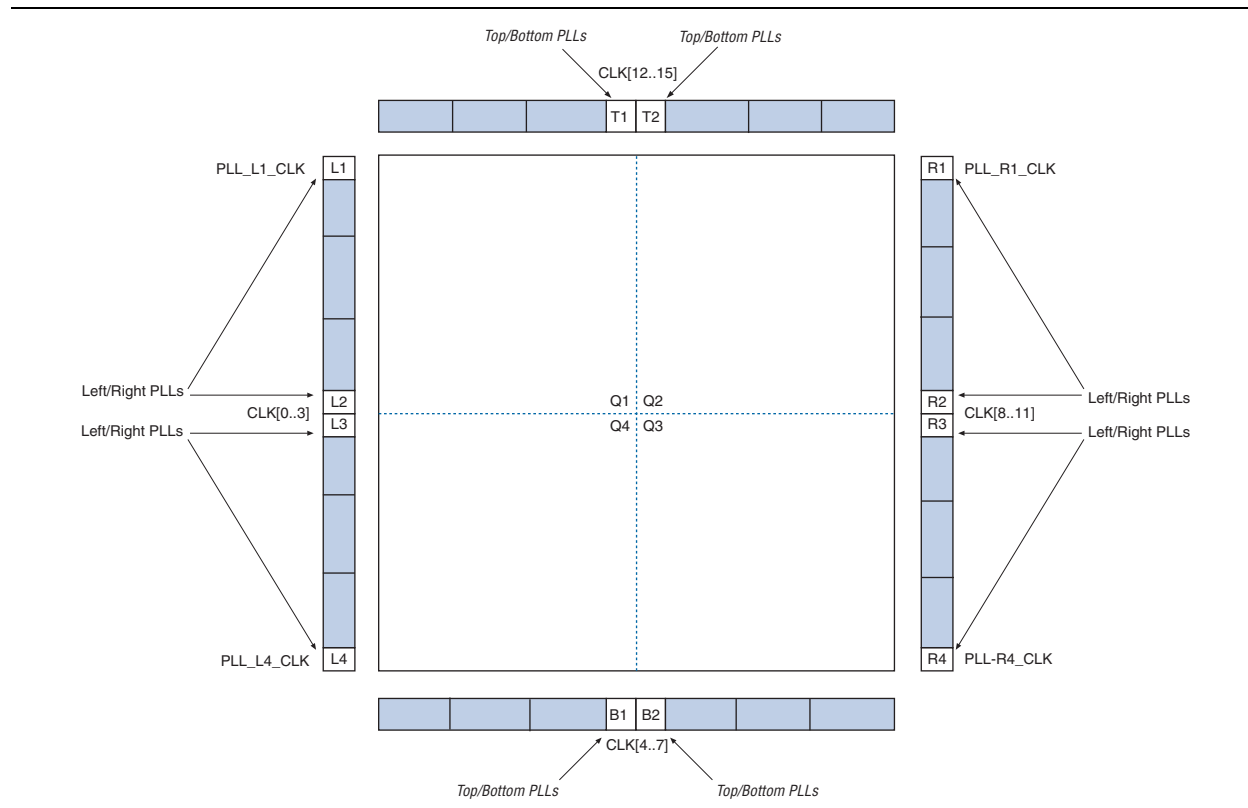 Top/Bottom PLLs Top/Bottom PLLs
CLK[12..15]
T1 T2
PLL_L1_CLK L1 R1 PLL_R1_CLK
Left/Right PLLs L2 Q1 Q2 R2 Left/Right PLLs
CLK[0..3] CLK[8..11]
Left/Right PLLs L3 Q4 Q3 R3 Left/Right PLLs
PLL_L4_CLK L4 R4 PLL-R4_CLK
B1 B2
CLK[4..7]
Top/Bottom PLLs Top/Bottom PLLs